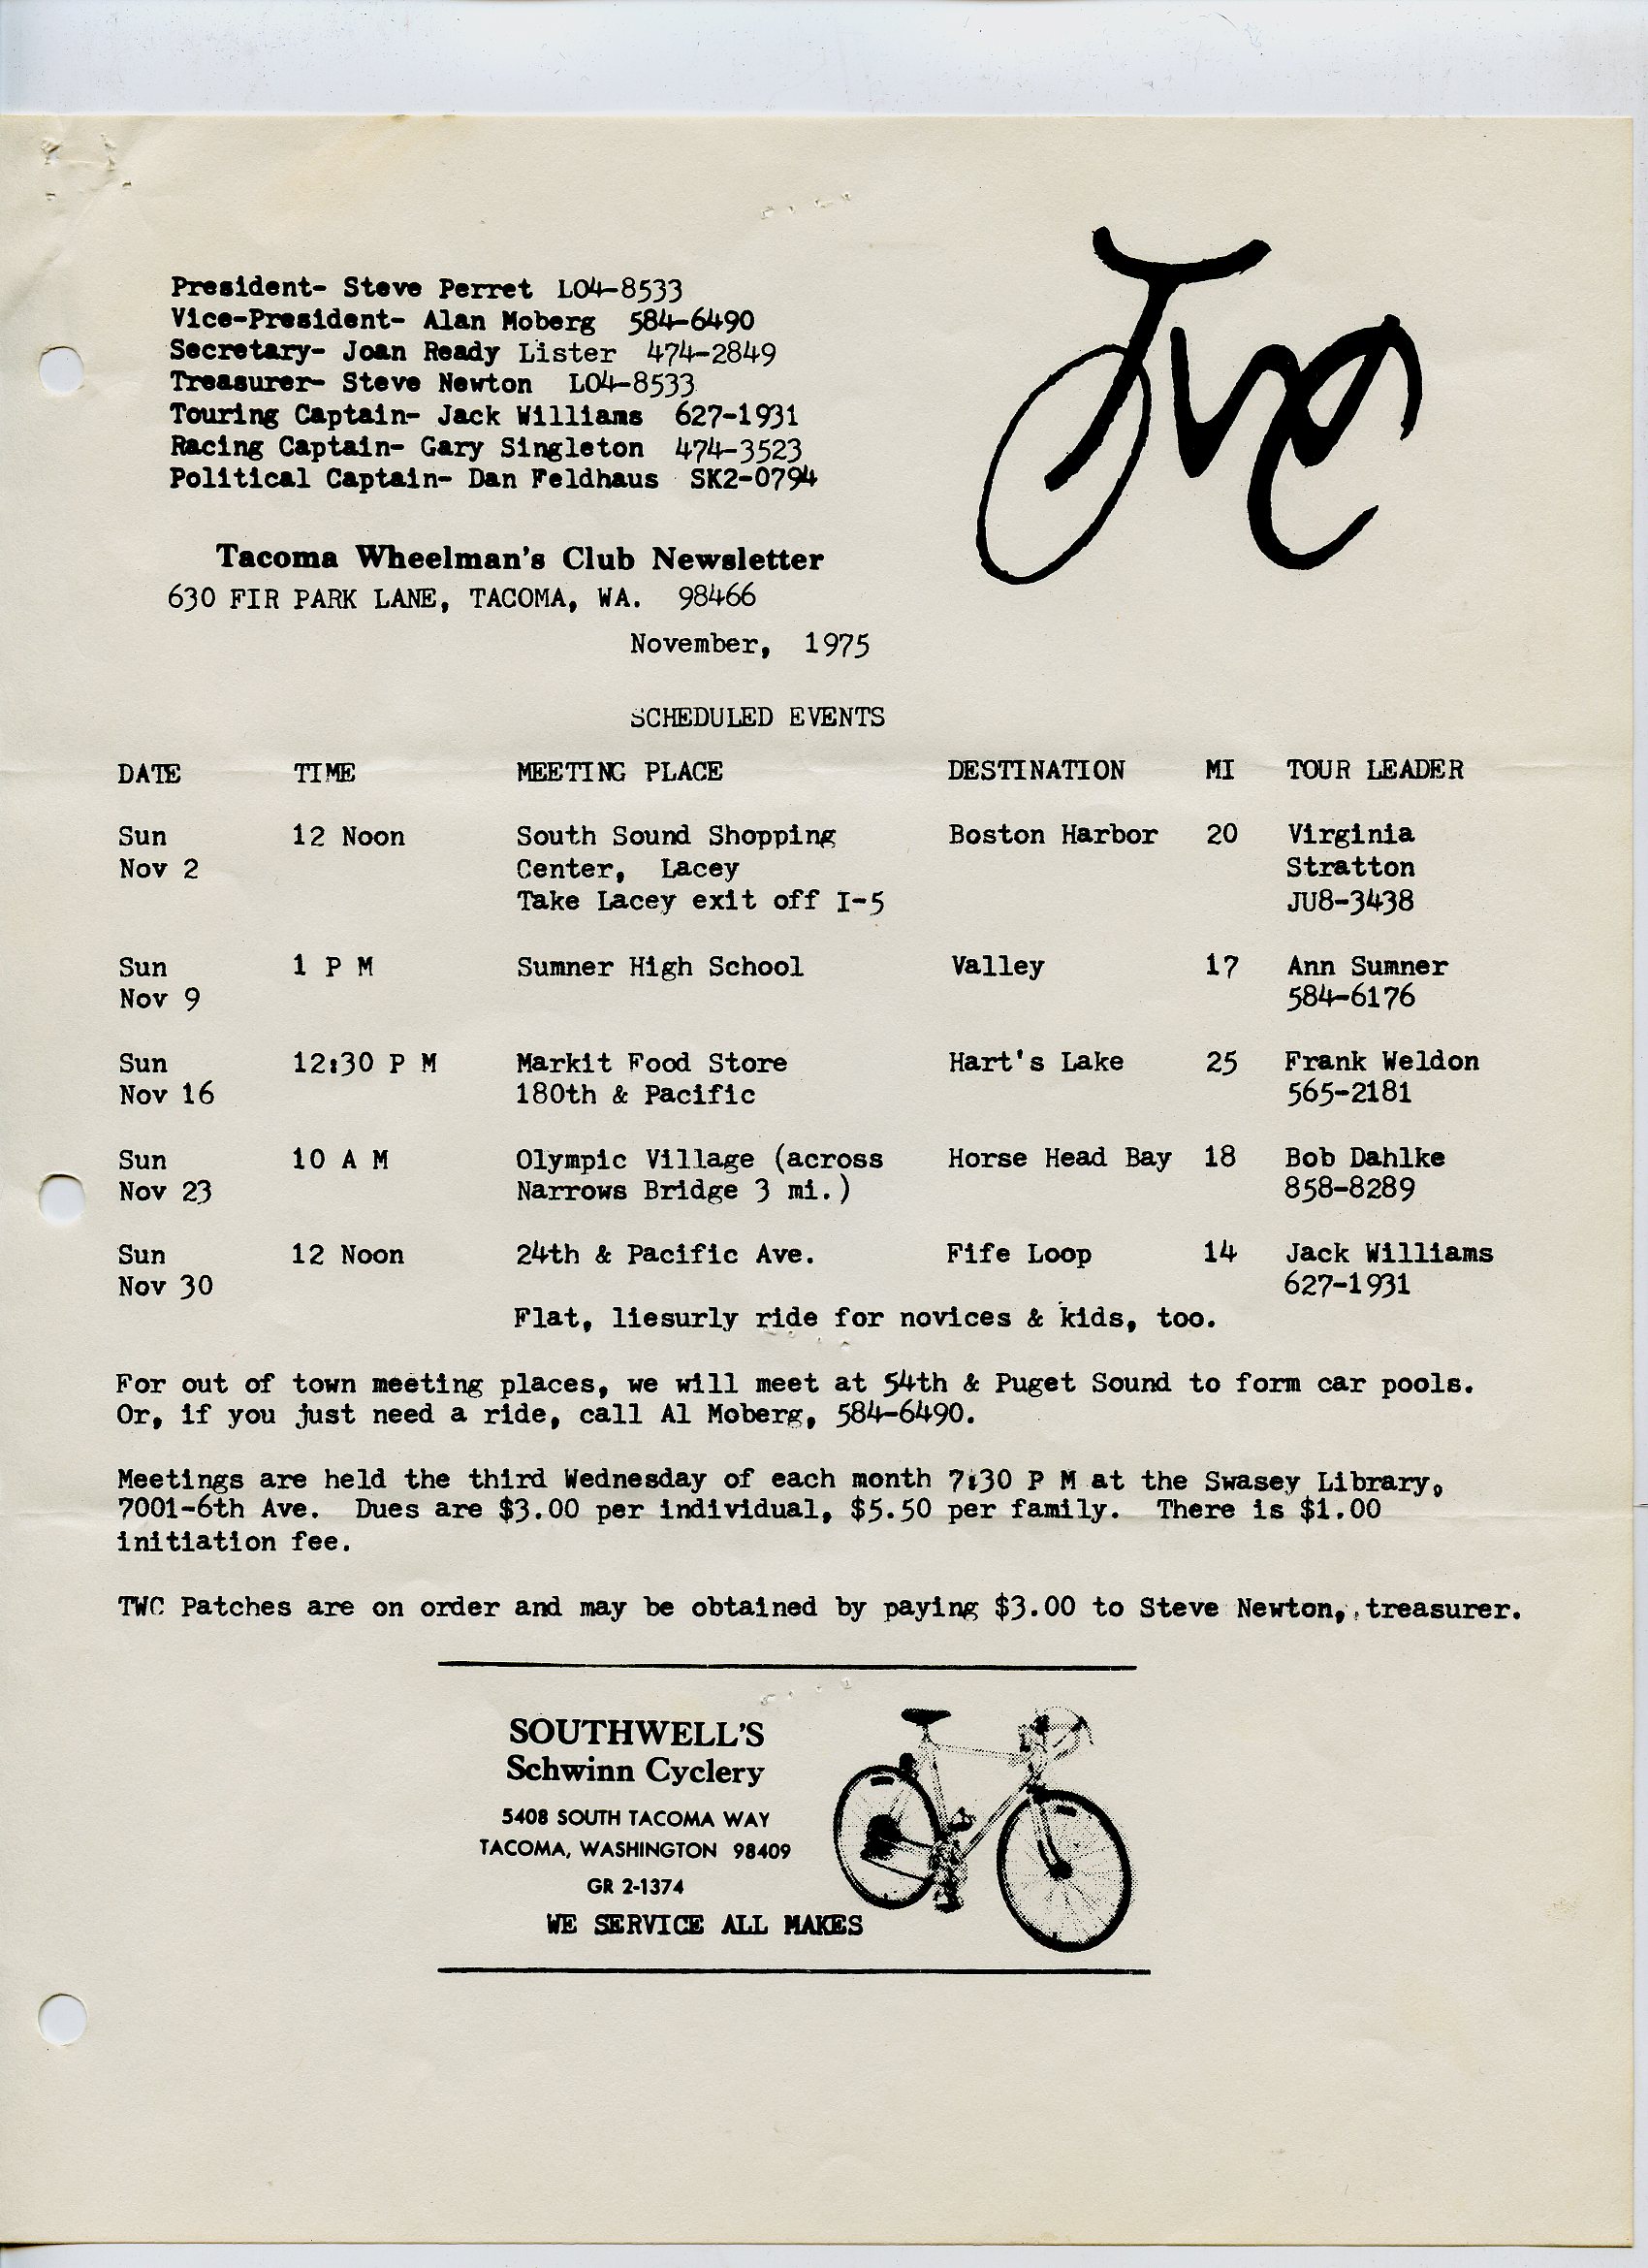 President- Steve Perret LO4-8533
Vice-President- Alan Moberg 584-6490
Secretary- Joan Ready Lister 474-2849
Treasurer- Steve Newton LO4-8533
Touring Captain- Jack Williams 627-1931
Racing Captain- Gary Singleton 474-3523
Political Captain- Dan Feldhaus SK2-0794
TWC
Tacoma Wheelman's Club Newsletter
630 FIR PARK LANE, TACOMA, WA. 98466
November, 1975
SCHEDULED EVENTS
DATE TIME MEETING PLACE DESTINATION MI TOUR LEADER
Sun 12 Noon South Sound Shopping Boston Harbor 20 Virginia
Nov 2 Center, Lacey Stratton
Take Lacey exit off I-5 JU8-3438
Sun 1 P M Sumner High School Valley 17 Ann Sumner
Nov 9 584-6176
Sun 12:30 P M Markit Food Store Hart's Lake 25 Frank Weldon
Nov 16 180th & Pacific 565-2181
Sun 10 A M Olympic Village (across Horse Head Bay 18 Bob Dahlke
Nov 23 Narrows Bridge 3 mi.) 858-8289
Sun 12 Noon 24th & Pacific Ave. Fife Loop 14 Jack Williams
Nov 30 627-1931
Flat, liesurly ride for novices & kids, too.
For out of town meeting places, we will meet at 54th & Puget Sound to form car pools.
Or, if you just need a ride, call Al Moberg, 584-6490.
Meetings are held the third Wednesday of each month 7:30 P M at the Swasey Library,
7001-6th Ave. Dues are $3.00 per individual, $5.50 per family. There is $1.00
initiation fee.
TWC Patches are on order and may be obtained by paying $3.00 to Steve Newton, treasurer.
SOUTHWELL'S
Schwinn Cyclery
5408 SOUTH TACOMA WAY
TACOMA, WASHINGTON 98409
GR 2-1374
WE SERVICE ALL MAKES